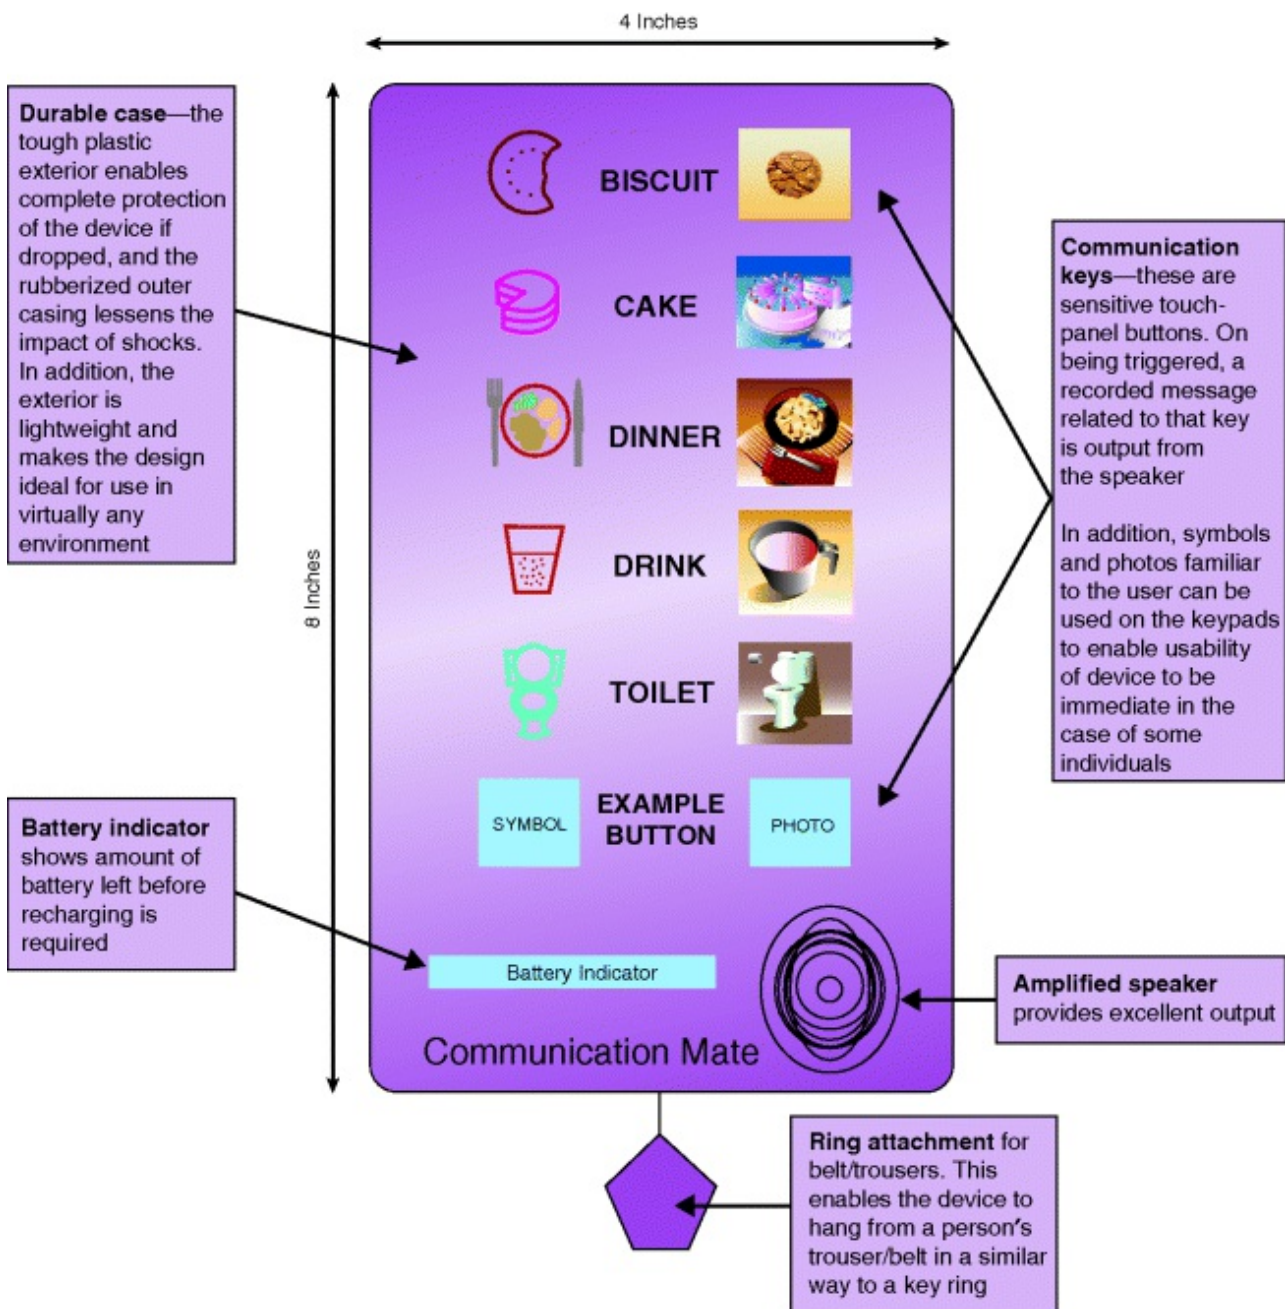 4 Inches
Durable case—the
tough plastic
exterior enables
complete protection
of the device if
dropped, and the
rubberized outer
casing lessens the
impact of shocks.
In addition, the
exterior is
lightweight and
makes the design
ideal for use in
virtually any
environment
8 Inches
BISCUIT
CAKE
DINNER
DRINK
TOILET
SYMBOL
EXAMPLE
BUTTON
PHOTO
Communication
keys—these are
sensitive touch-
panel buttons. On
being triggered, a
recorded message
related to that key
is output from
the speaker
In addition, symbols
and photos familiar
to the user can be
used on the keypads
to enable usability
of device to be
immediate in the
case of some
individuals
Battery indicator
shows amount of
battery left before
recharging is
required
Battery Indicator
Communication Mate
Amplified speaker
provides excellent output
Ring attachment for
belt/trousers. This
enables the device to
hang from a person's
trouser/belt in a similar
way to a key ring